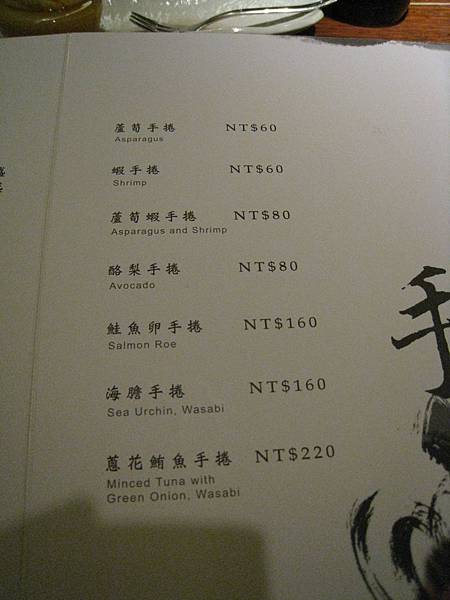 蘆筍手捲 NT$60
Asparagus
蝦手捲 NT$60
Shrimp
蘆筍蝦手捲 NT$80
Asparagus and Shrimp
酪梨手捲 NT$80
Avocado
鮭魚卵手捲 NT$160
Salmon Roe
海膽手捲 NT$160
Sea Urchin, Wasabi
蔥花鮪魚手捲 NT$220
Minced Tuna with
Green Onion, Wasabi
手